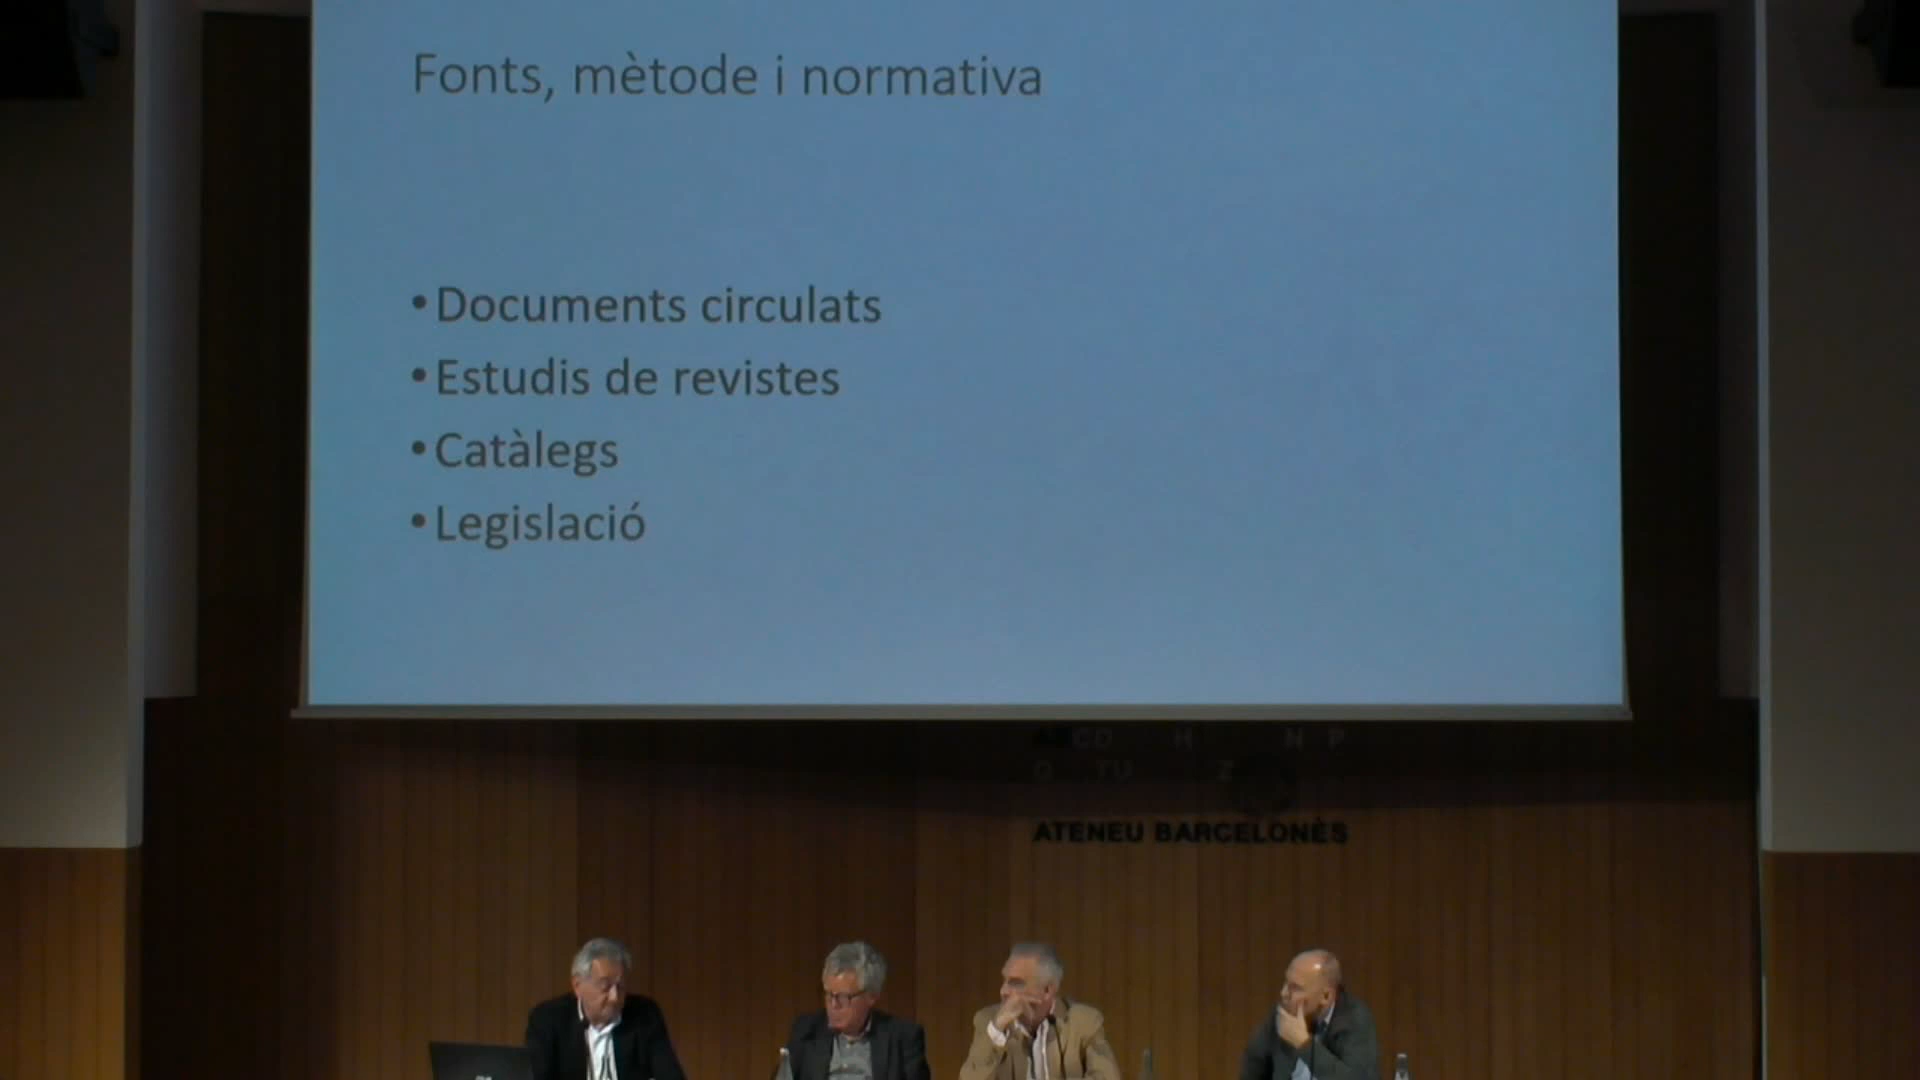 Fonts, mètode i normativa
• Documents circulats
• Estudis de revistes
• Catàlegs
• Legislació
ATENEU BARCELONÈS